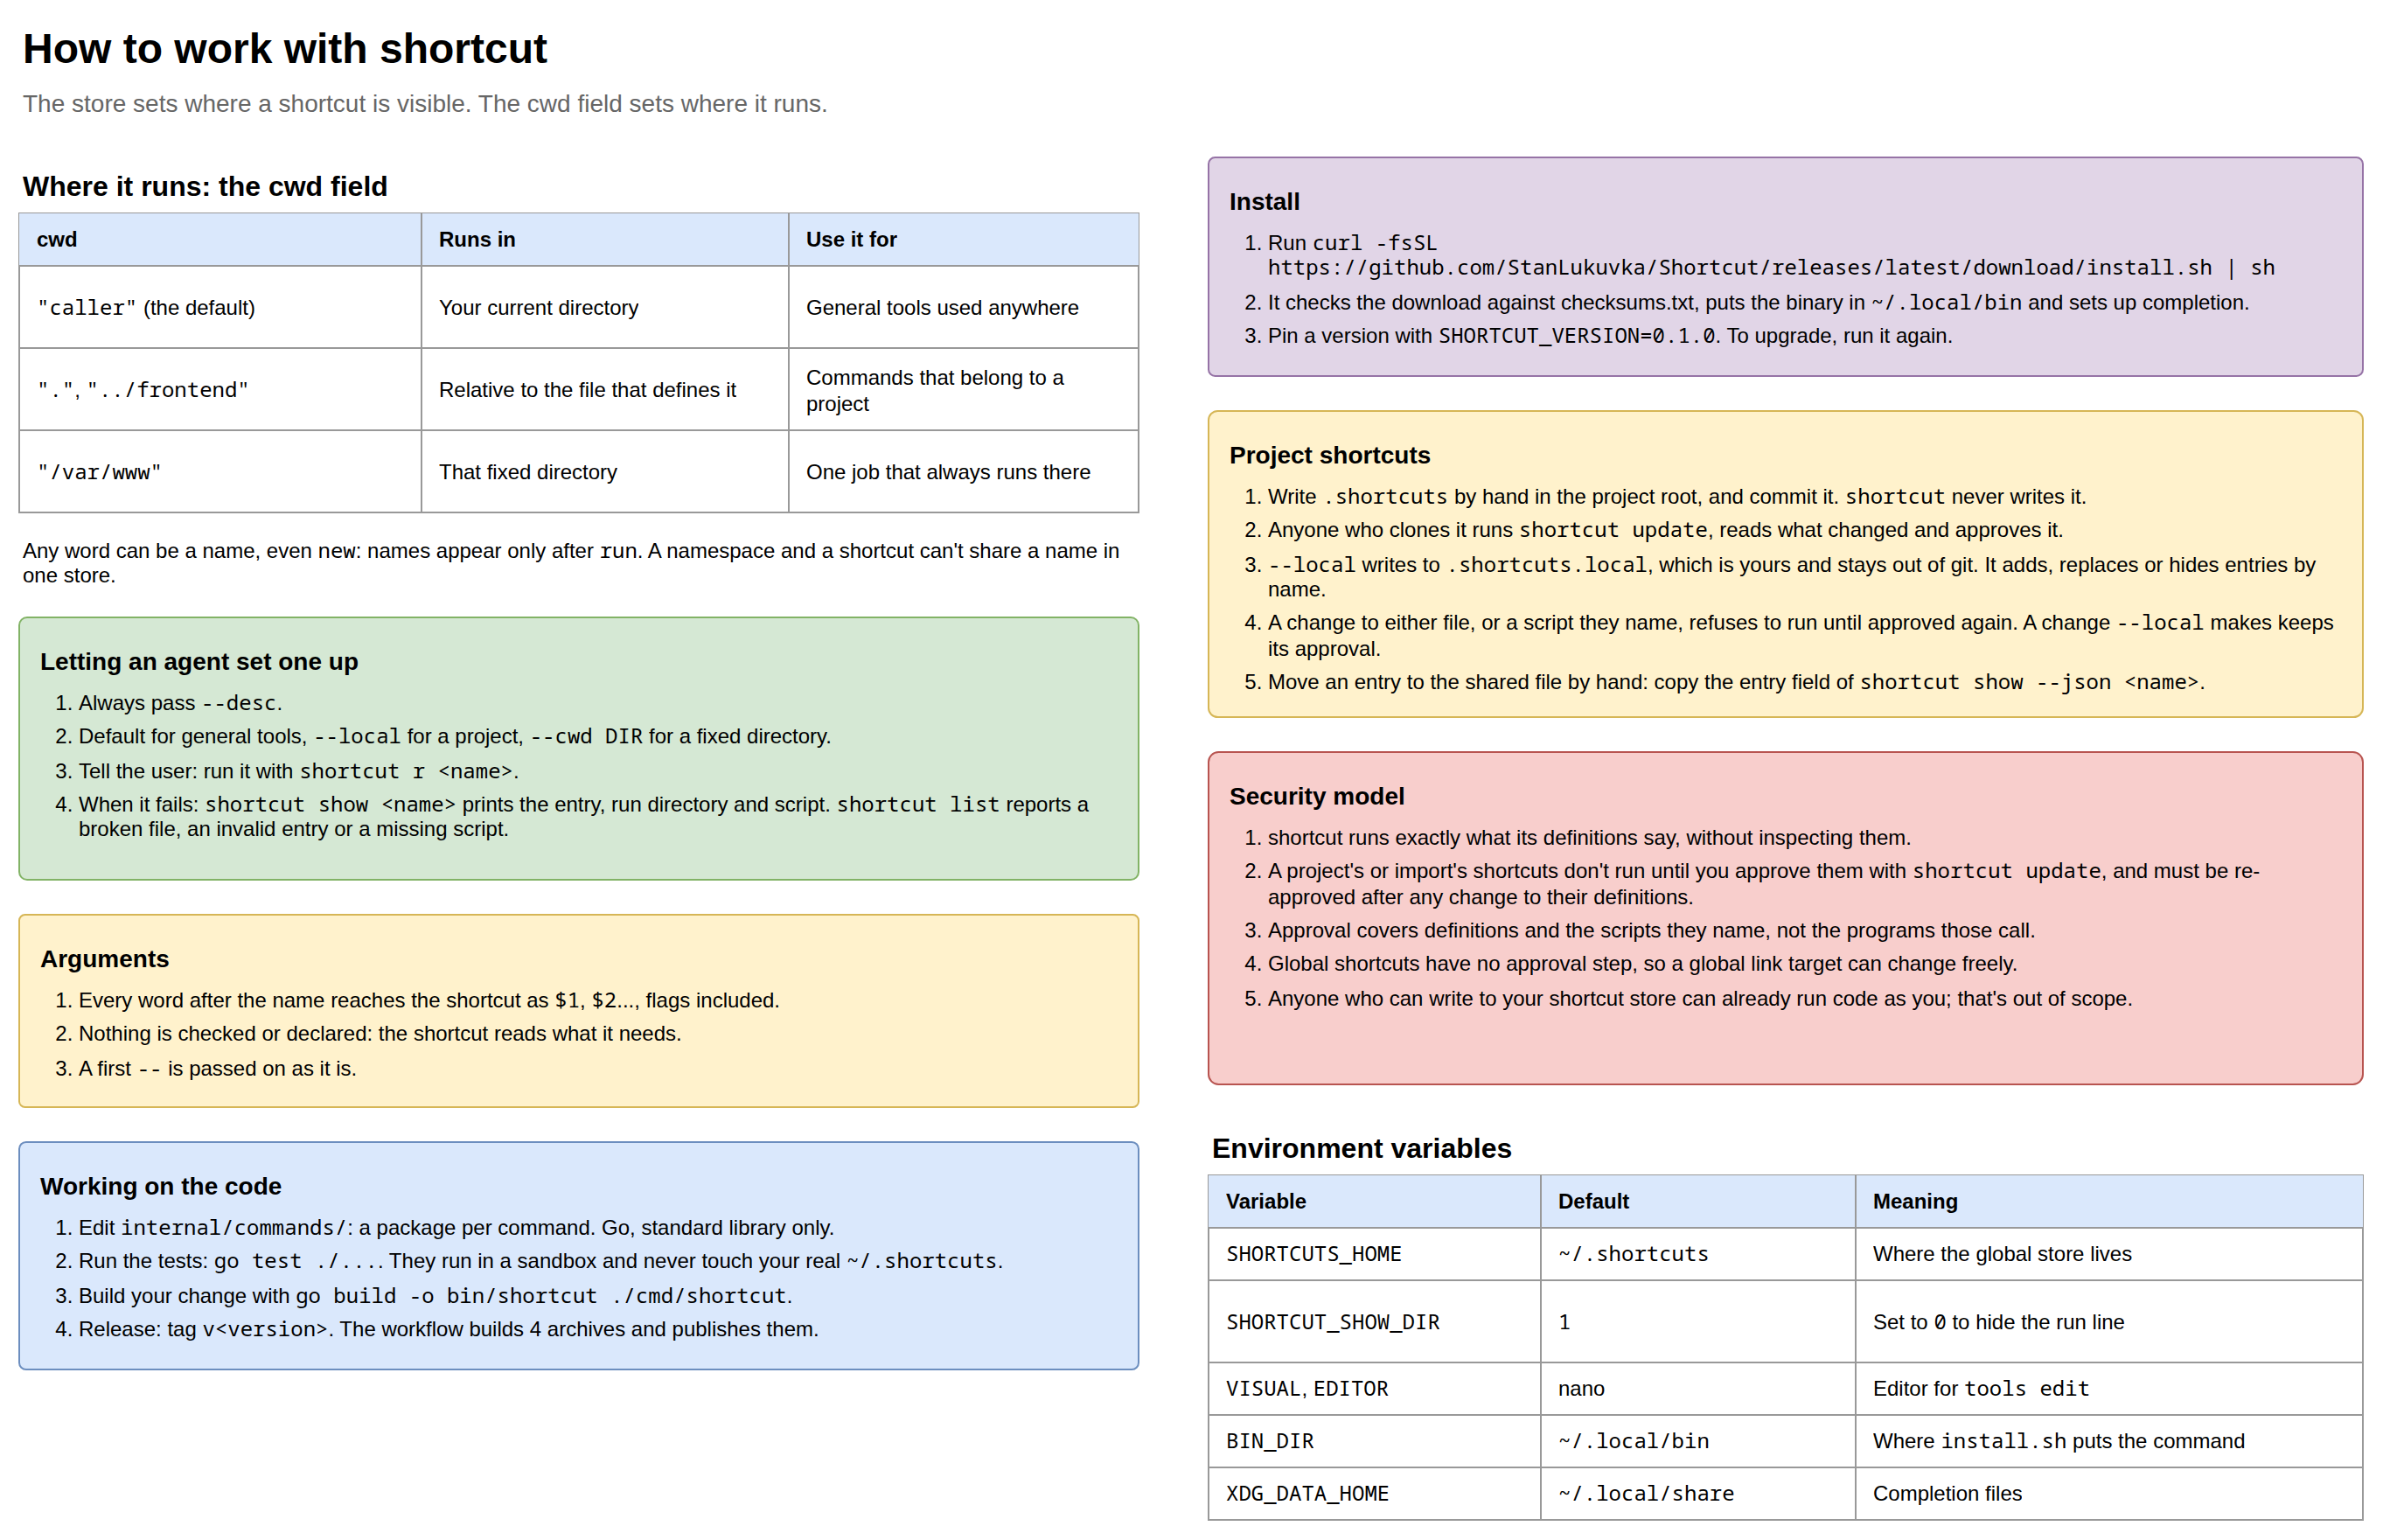 How to work with shortcut
The store sets where a shortcut is visible. The cwd field sets where it runs.
Where it runs: the cwd field
cwd Runs in Use it for
"caller" (the default) Your current directory General tools used anywhere
".", "../frontend" Relative to the file that defines it Commands that belong to a
project
"/var/www" That fixed directory One job that always runs there
Any word can be a name, even new: names appear only after run. A namespace and a shortcut can't share a name in
one store.
Letting an agent set one up
1. Always pass --desc.
2. Default for general tools, --local for a project, --cwd DIR for a fixed directory.
3. Tell the user: run it with shortcut r <name>.
4. When it fails: shortcut show <name> prints the entry, run directory and script. shortcut list reports a
broken file, an invalid entry or a missing script.
Arguments
1. Every word after the name reaches the shortcut as $1, $2..., flags included.
2. Nothing is checked or declared: the shortcut reads what it needs.
3. A first -- is passed on as it is.
Working on the code
1. Edit internal/commands/: a package per command. Go, standard library only.
2. Run the tests: go test ./.... They run in a sandbox and never touch your real ~/.shortcuts.
3. Build your change with go build -o bin/shortcut ./cmd/shortcut.
4. Release: tag v<version>. The workflow builds 4 archives and publishes them.
Install
1. Run curl -fsSL
https://github.com/StanLukuvka/Shortcut/releases/latest/download/install.sh | sh
2. It checks the download against checksums.txt, puts the binary in ~/.local/bin and sets up completion.
3. Pin a version with SHORTCUT_VERSION=0.1.0. To upgrade, run it again.
Project shortcuts
1. Write .shortcuts by hand in the project root, and commit it. shortcut never writes it.
2. Anyone who clones it runs shortcut update, reads what changed and approves it.
3. --local writes to .shortcuts.local, which is yours and stays out of git. It adds, replaces or hides entries by
name.
4. A change to either file, or a script they name, refuses to run until approved again. A change --local makes keeps
its approval.
5. Move an entry to the shared file by hand: copy the entry field of shortcut show --json <name>.
Security model
1. shortcut runs exactly what its definitions say, without inspecting them.
2. A project's or import's shortcuts don't run until you approve them with shortcut update, and must be re-
approved after any change to their definitions.
3. Approval covers definitions and the scripts they name, not the programs those call.
4. Global shortcuts have no approval step, so a global link target can change freely.
5. Anyone who can write to your shortcut store can already run code as you; that's out of scope.
Environment variables
Variable Default Meaning
SHORTCUTS_HOME ~/.shortcuts Where the global store lives
SHORTCUT_SHOW_DIR 1 Set to 0 to hide the run line
VISUAL, EDITOR nano Editor for tools edit
BIN_DIR ~/.local/bin Where install.sh puts the command
XDG_DATA_HOME ~/.local/share Completion files